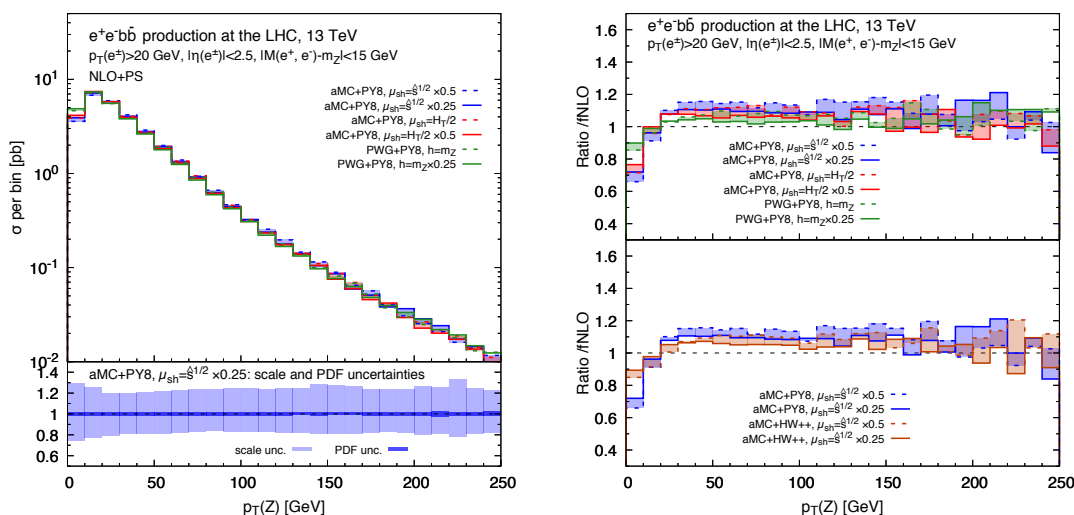 e⁺e⁻bb̄ production at the LHC, 13 TeV
p_T(e^±)>20 GeV, |η(e^±)|<2.5, |M(e⁺, e⁻)-m_Z|<15 GeV
NLO+PS
aMC+PY8, μ_sh=ŝ^1/2 ×0.5
aMC+PY8, μ_sh=ŝ^1/2 ×0.25
aMC+PY8, μ_sh=H_T/2
aMC+PY8, μ_sh=H_T/2 ×0.5
PWG+PY8, h=m_Z
PWG+PY8, h=m_Z×0.25
σ per bin [pb]
10¹
10⁰
10⁻¹
10⁻²
aMC+PY8, μ_sh=ŝ^1/2 ×0.25: scale and PDF uncertainties
1.4
1.2
1
0.8
0.6
scale unc. PDF unc.
0 50 100 150 200 250
p_T(Z) [GeV]
e⁺e⁻bb̄ production at the LHC, 13 TeV
p_T(e^±)>20 GeV, |η(e^±)|<2.5, |M(e⁺, e⁻)-m_Z|<15 GeV
Ratio /fNLO
1.6
1.4
1.2
1.0
0.8
0.6
0.4
aMC+PY8, μ_sh=ŝ^1/2 ×0.5
aMC+PY8, μ_sh=ŝ^1/2 ×0.25
aMC+PY8, μ_sh=H_T/2
aMC+PY8, μ_sh=H_T/2 ×0.5
PWG+PY8, h=m_Z
PWG+PY8, h=m_Z×0.25
Ratio /fNLO
1.6
1.4
1.2
1.0
0.8
0.6
0.4
aMC+PY8, μ_sh=ŝ^1/2 ×0.5
aMC+PY8, μ_sh=ŝ^1/2 ×0.25
aMC+HW++, μ_sh=ŝ^1/2 ×0.5
aMC+HW++, μ_sh=ŝ^1/2 ×0.25
0 50 100 150 200 250
p_T(Z) [GeV]